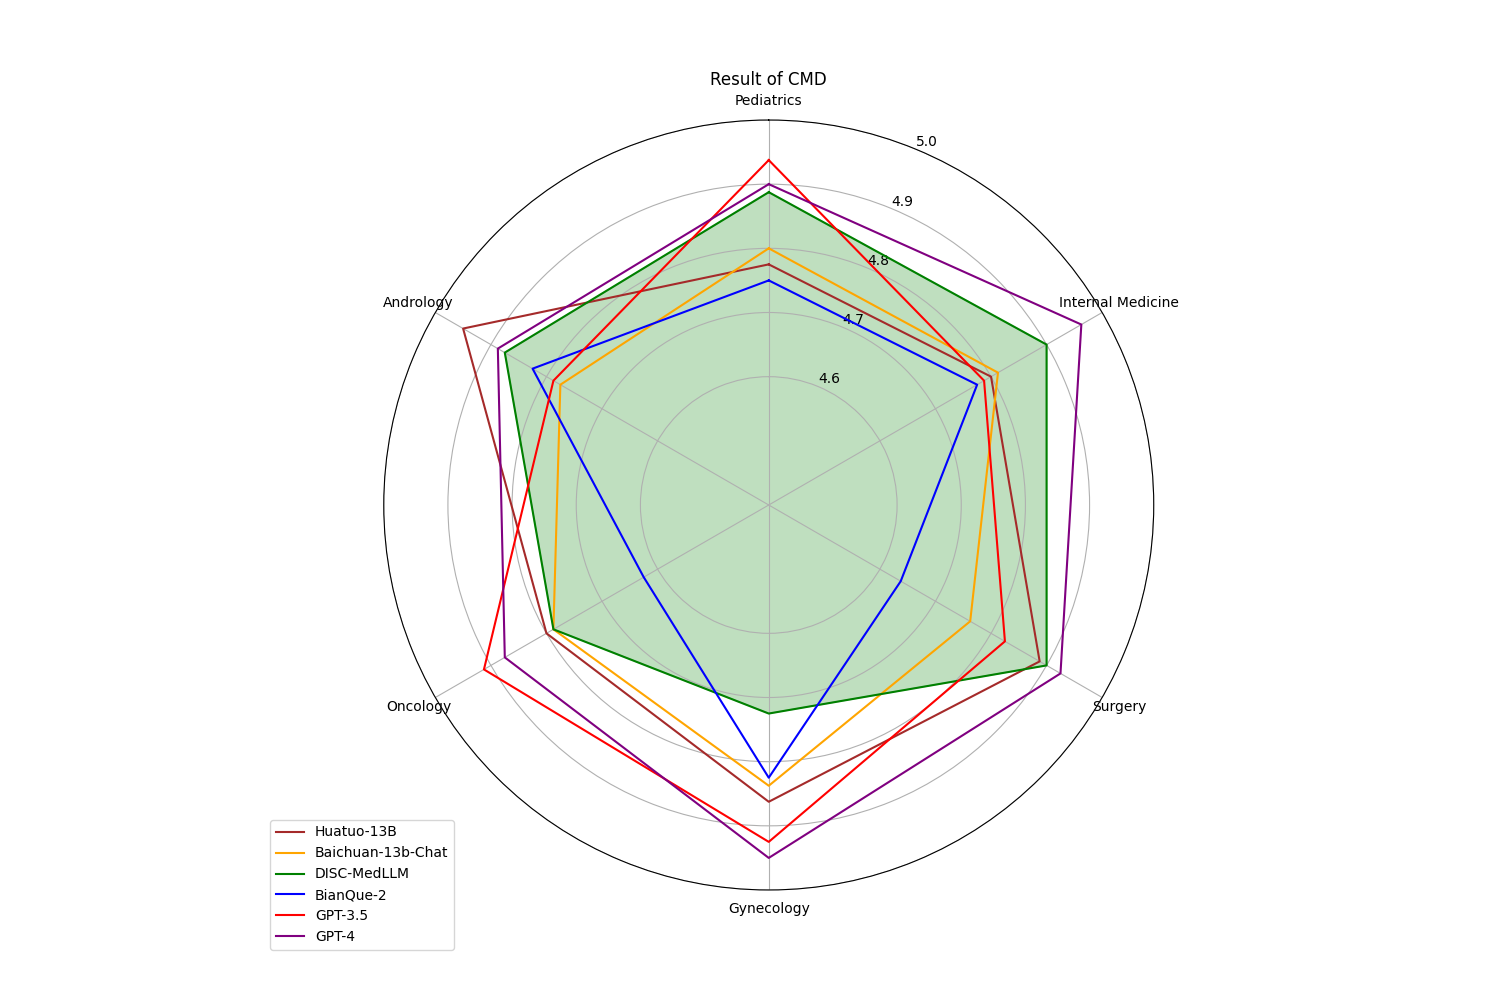 Result of CMD
Pediatrics
5.0
4.9
4.8
4.7
4.6
Andrology
Internal Medicine
Oncology
Surgery
Gynecology
Huatuo-13B
Baichuan-13b-Chat
DISC-MedLLM
BianQue-2
GPT-3.5
GPT-4